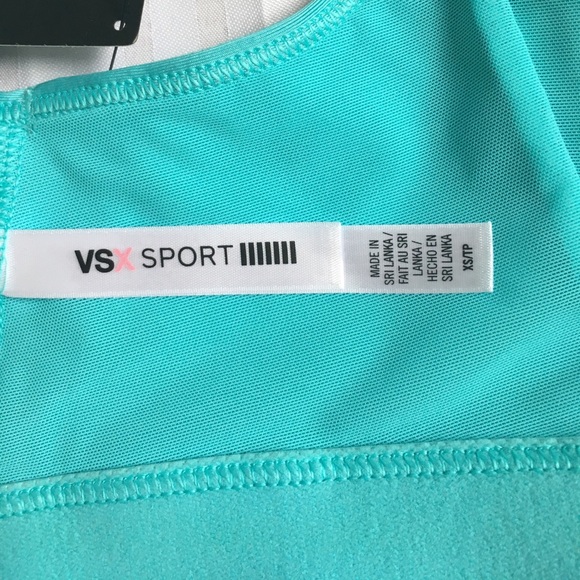 VSX SPORT
MADE IN
SRI LANKA /
FAIT AU SRI
LANKA /
HECHO EN
SRI LANKA
XS/TP